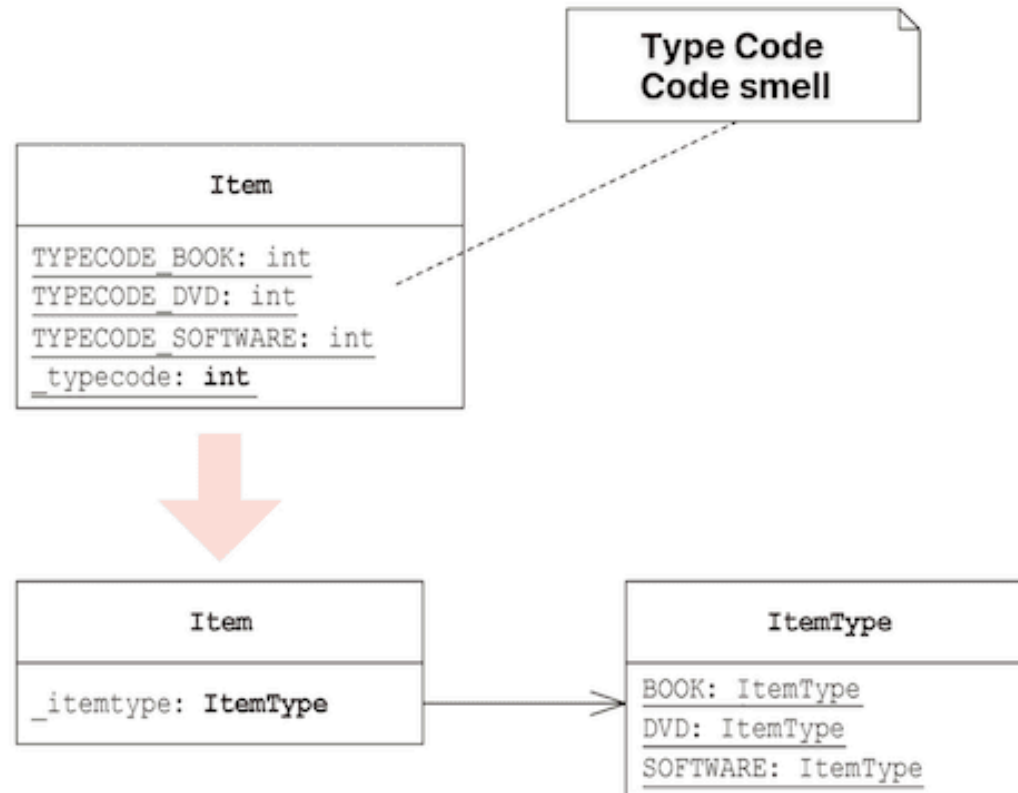 Type Code
Code smell
Item
TYPECODE_BOOK: int
TYPECODE_DVD: int
TYPECODE_SOFTWARE: int
_typecode: int
Item
_itemtype: ItemType
ItemType
BOOK: ItemType
DVD: ItemType
SOFTWARE: ItemType